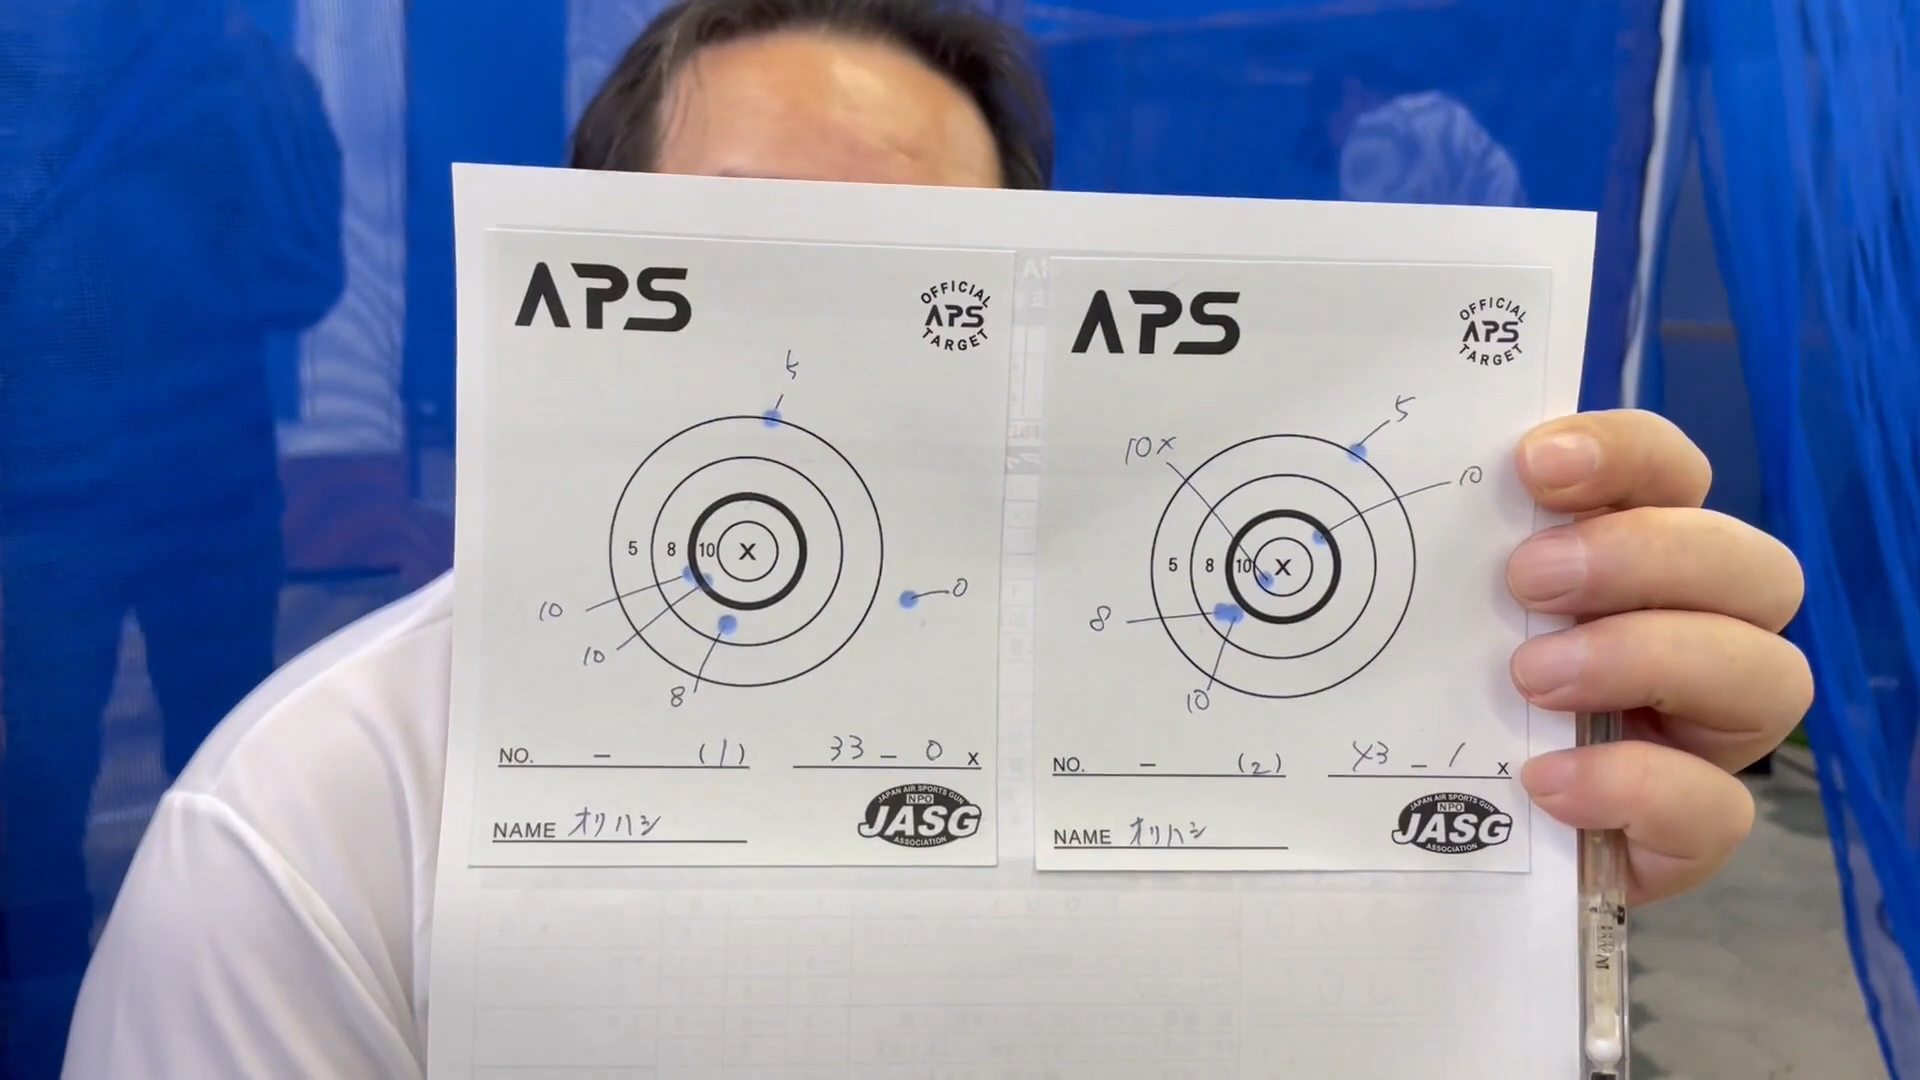 APS
OFFICIAL
APS
TARGET
5
5 8 10 X
10
10
8
0
NO. - (1) 33 - 0 x
NAME オリハシ
JAPAN AIR SPORTS GUN
NPO
JASG
ASSOCIATION
APS
OFFICIAL
APS
TARGET
5
10X
10
5 8 10 X
8
10
NO. - (2) 43 - 1 x
NAME オリハシ
JAPAN AIR SPORTS GUN
NPO
JASG
ASSOCIATION